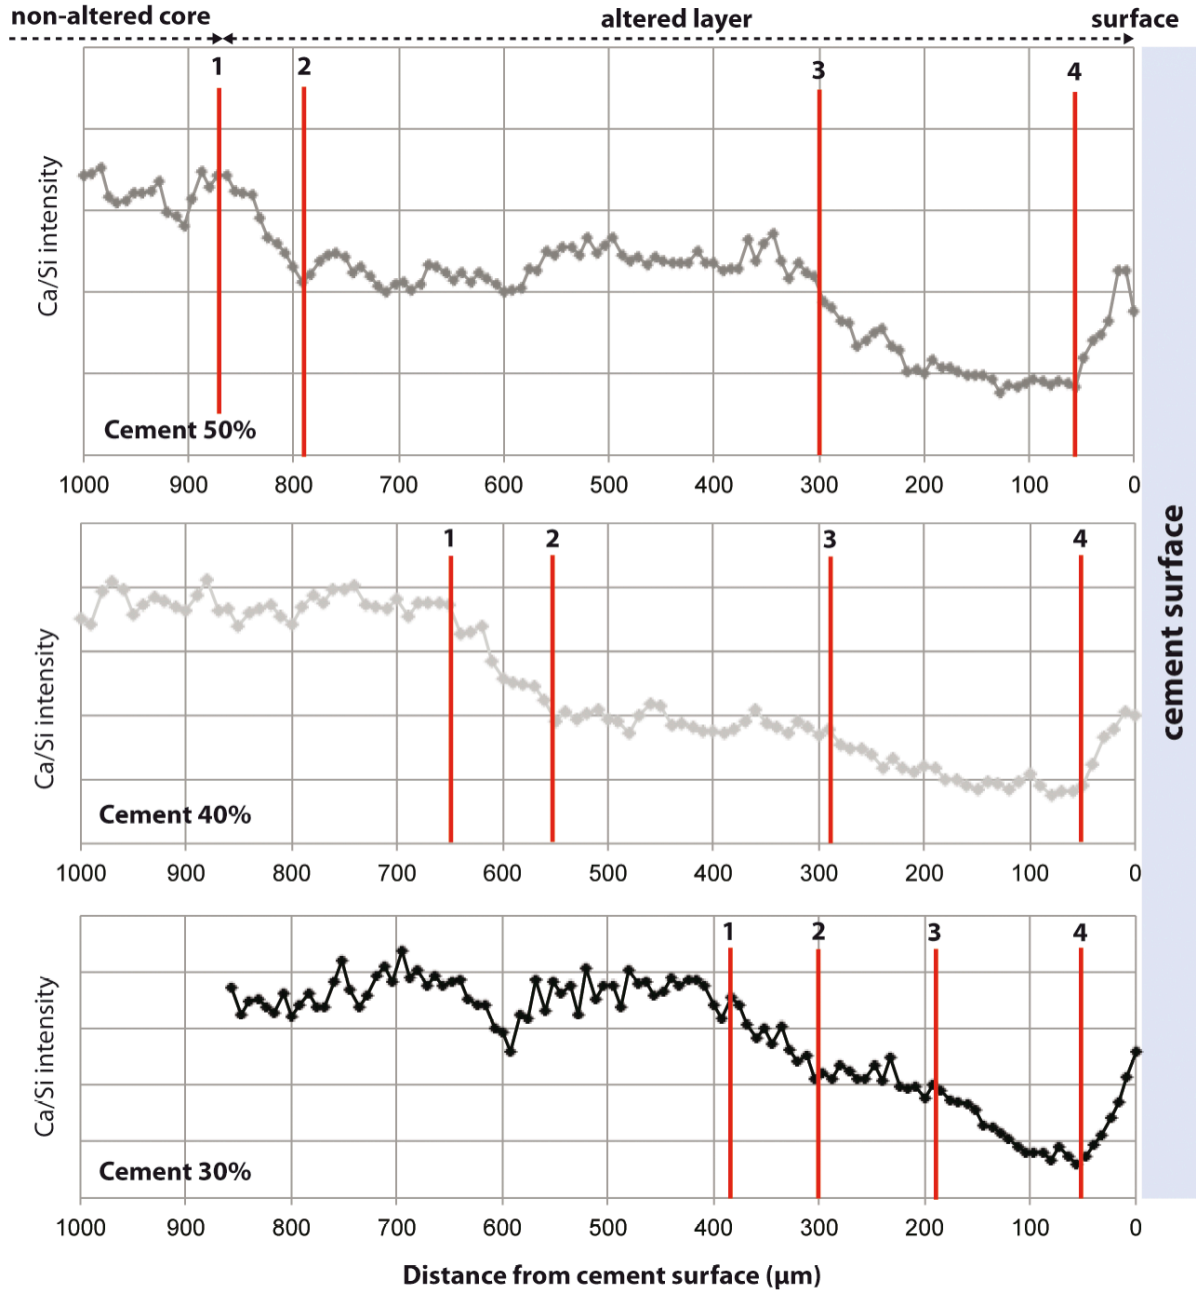 non-altered core altered layer surface
1 2 3 4
Ca/Si intensity
Cement 50%
1000 900 800 700 600 500 400 300 200 100 0
1 2 3 4
Ca/Si intensity
Cement 40%
1000 900 800 700 600 500 400 300 200 100 0
1 2 3 4
Ca/Si intensity
Cement 30%
1000 900 800 700 600 500 400 300 200 100 0
Distance from cement surface (μm)
cement surface